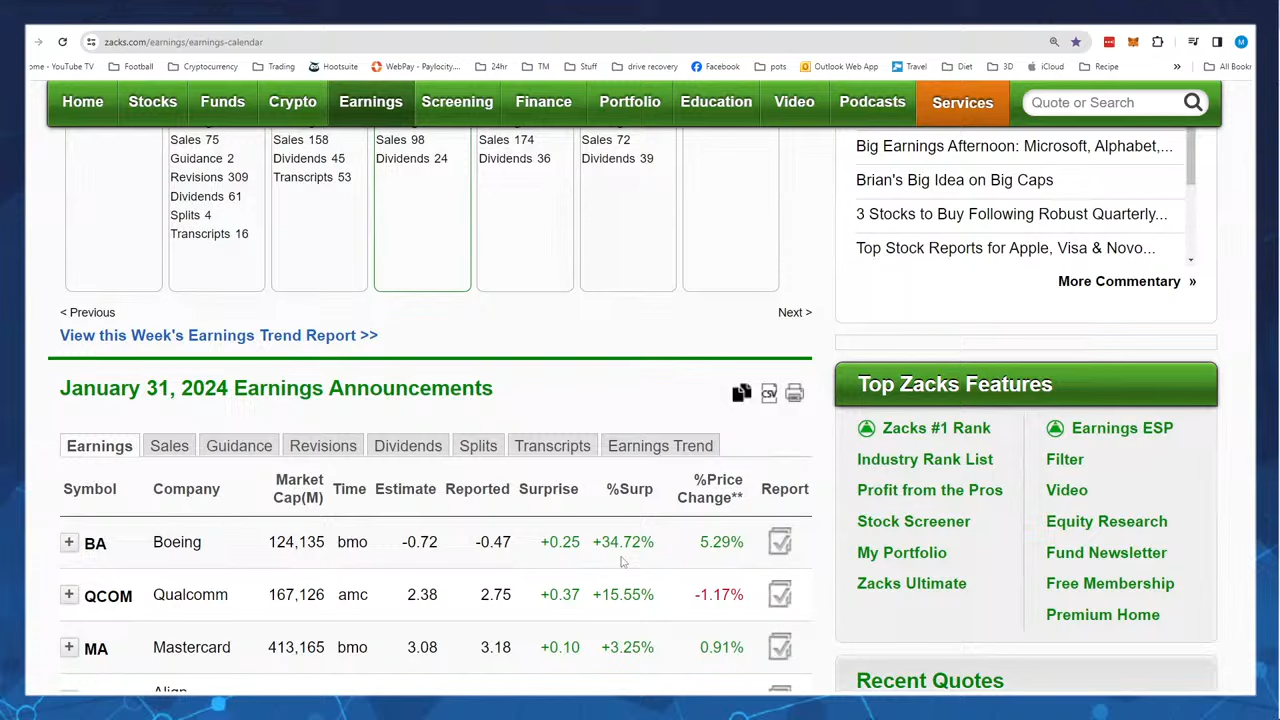 zacks.com/earnings/earnings-calendar
ome - YouTube TV Football Cryptocurrency Trading Hootsuite WebPay - Paylocity.... 24hr TM Stuff drive recovery Facebook pots Outlook Web App Travel Diet 3D iCloud Recipe » All Book
Home Stocks Funds Crypto Earnings Screening Finance Portfolio Education Video Podcasts Services Quote or Search
Sales 75
Guidance 2
Revisions 309
Dividends 61
Splits 4
Transcripts 16
Sales 158
Dividends 45
Transcripts 53
Sales 98
Dividends 24
Sales 174
Dividends 36
Sales 72
Dividends 39
Big Earnings Afternoon: Microsoft, Alphabet,...
Brian's Big Idea on Big Caps
3 Stocks to Buy Following Robust Quarterly...
Top Stock Reports for Apple, Visa & Novo...
More Commentary »
< Previous
Next >
View this Week's Earnings Trend Report >>
January 31, 2024 Earnings Announcements
CSV
Earnings Sales Guidance Revisions Dividends Splits Transcripts Earnings Trend
Symbol Company Market Cap(M) Time Estimate Reported Surprise %Surp %Price Change** Report
+ BA Boeing 124,135 bmo -0.72 -0.47 +0.25 +34.72% 5.29%
+ QCOM Qualcomm 167,126 amc 2.38 2.75 +0.37 +15.55% -1.17%
+ MA Mastercard 413,165 bmo 3.08 3.18 +0.10 +3.25% 0.91%
Align
Top Zacks Features
Zacks #1 Rank
Industry Rank List
Profit from the Pros
Stock Screener
My Portfolio
Zacks Ultimate
Earnings ESP
Filter
Video
Equity Research
Fund Newsletter
Free Membership
Premium Home
Recent Quotes